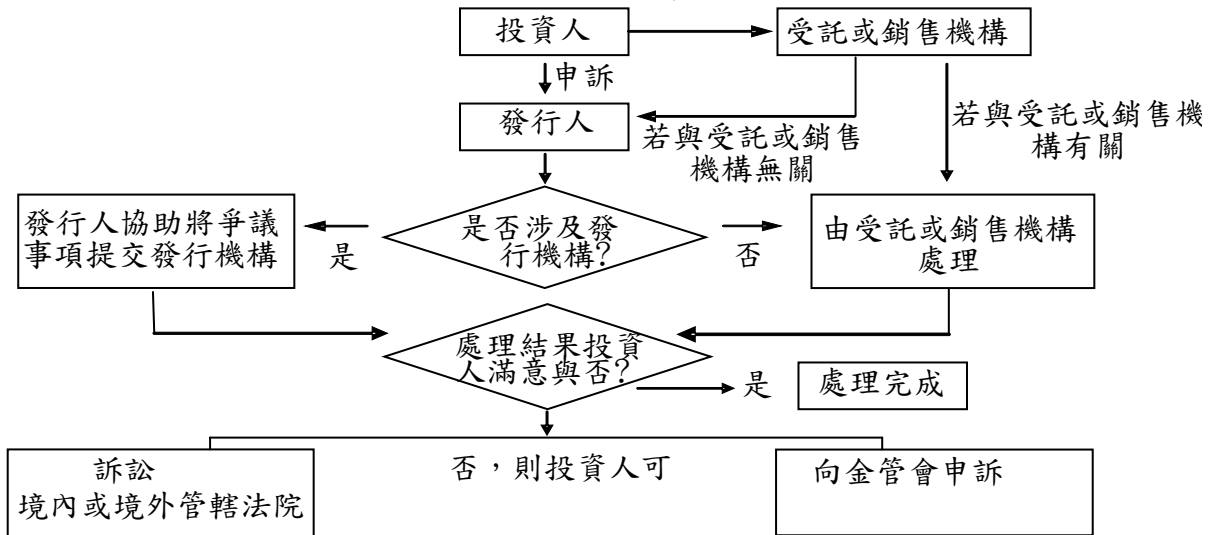 投資人
受託或銷售機構
申訴
發行人
若與受託或銷售
機構無關
若與受託或銷售機
構有關
發行人協助將爭議
事項提交發行機構
是
是否涉及發
行機構?
否
由受託或銷售機構
處理
處理結果投資
人滿意與否?
是
處理完成
訴訟
境內或境外管轄法院
否，則投資人可
向金管會申訴